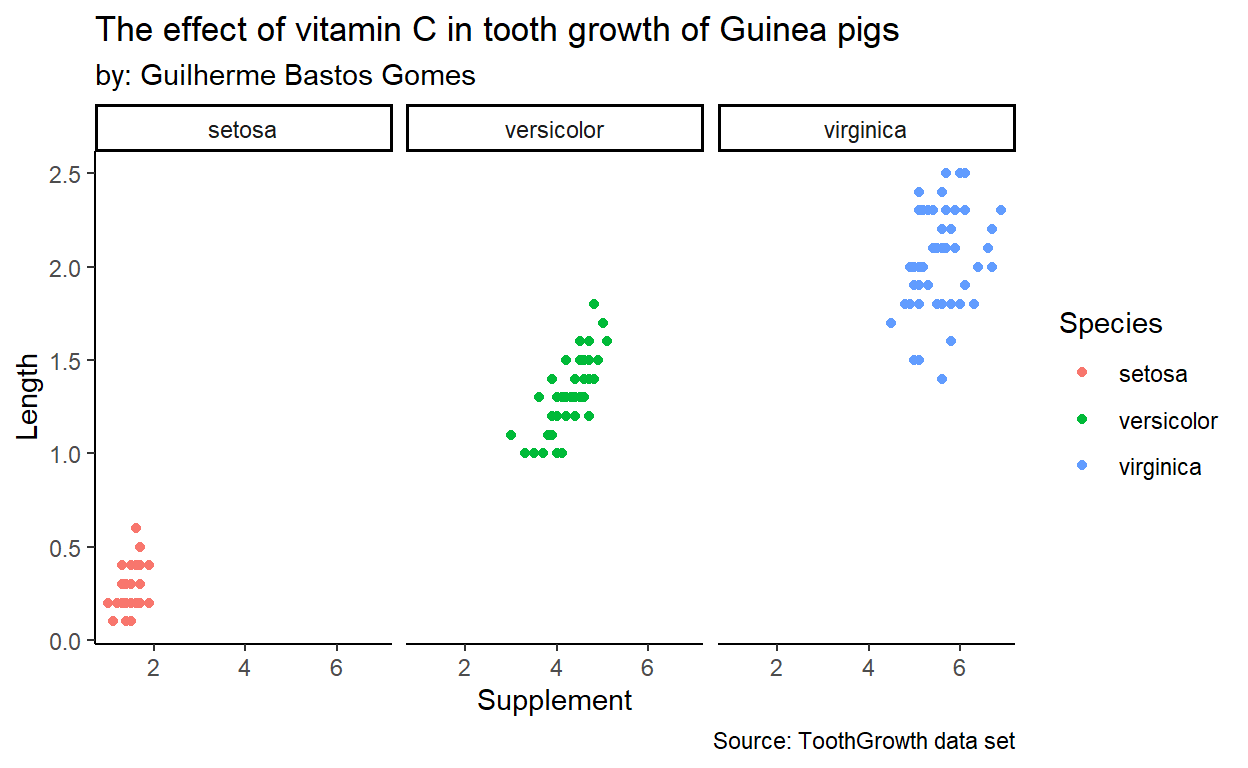 The effect of vitamin C in tooth growth of Guinea pigs
by: Guilherme Bastos Gomes
setosa versicolor virginica
2.5
2.0
1.5
1.0
0.5
0.0
Length
2 4 6 2 4 6 2 4 6
Supplement
Species
setosa
versicolor
virginica
Source: ToothGrowth data set